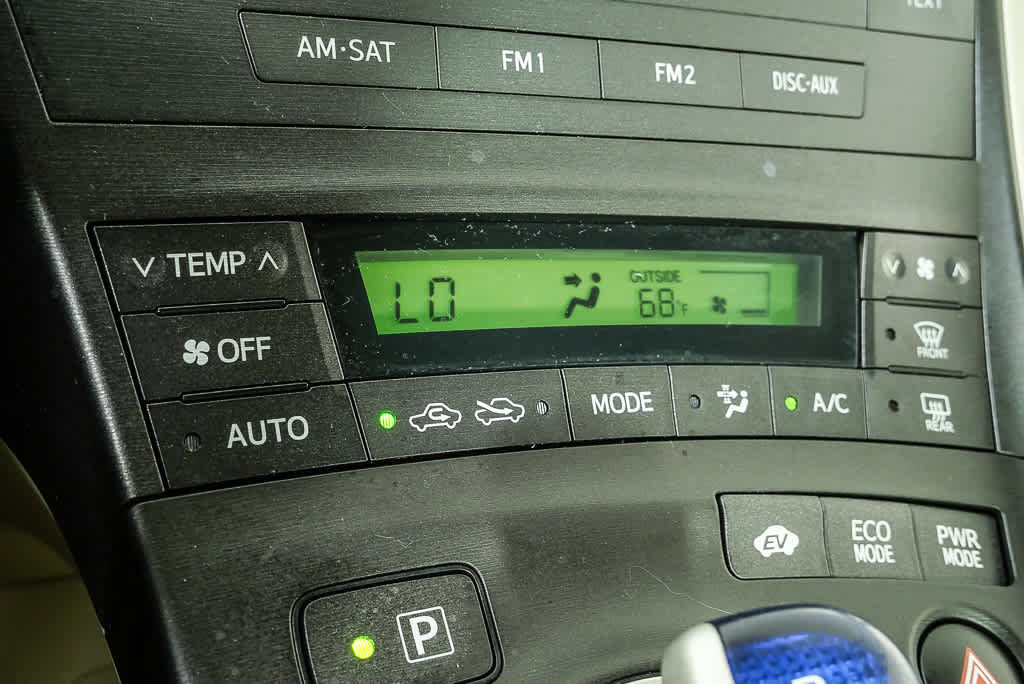 TEXT
AM·SAT FM1 FM2 DISC·AUX
TEMP
LO
OUTSIDE
68°F
OFF
FRONT
AUTO
MODE
A/C
REAR
EV
ECO
MODE
PWR
MODE
P